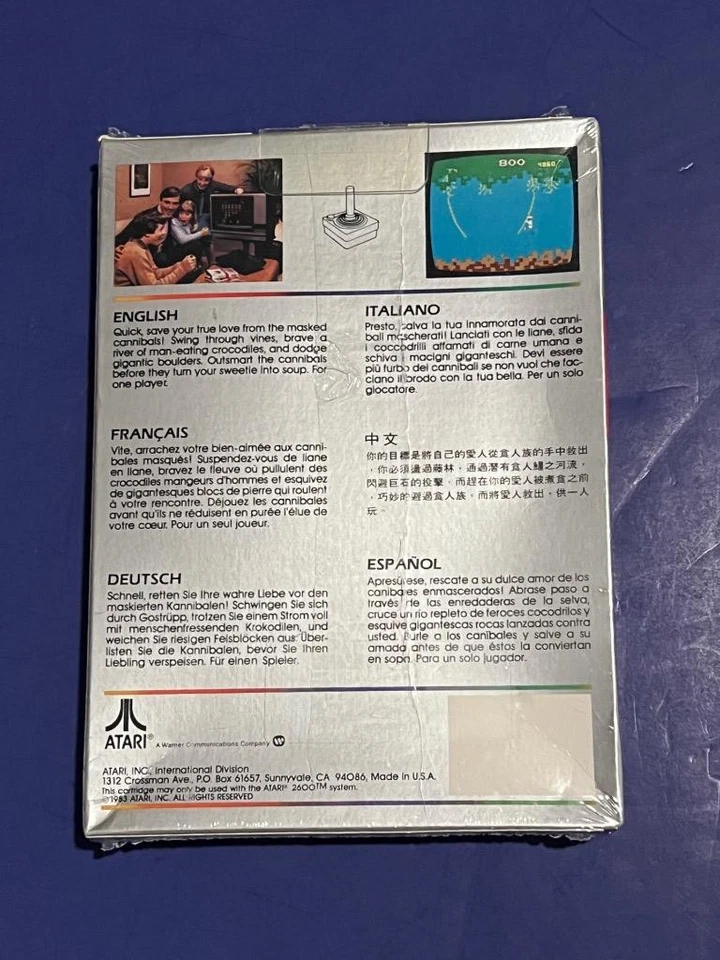 800
ENGLISH
Quick, save your true love from the masked
cannibals! Swing through vines, brave a
river of man-eating crocodiles, and dodge
gigantic boulders. Outsmart the cannibals
before they turn your sweetie into soup. For
one player.
ITALIANO
Presto, salva la tua innamorata dai canni-
bali mascherati! Lanciati con le liane, sfida
i coccodrilli affamati di carne umana e
schiva i macigni giganteschi. Devi essere
più furbo dei cannibali se non vuoi che fac-
ciano il brodo con la tua bella. Per un solo
giocatore.
FRANÇAIS
Vite, arrachez votre bien-aimée aux canni-
bales masqués! Suspendez-vous de liane
en liane, bravez le fleuve où pullulent des
crocodiles mangeurs d'hommes et esquivez
de gigantesques blocs de pierre qui roulent
à votre rencontre. Déjouez les cannibales
avant qu'ils ne réduisent en purée l'élue de
votre cœur. Pour un seul joueur.
中文
你的目標是將自己的愛人從食人族的手中救出
，你必須盪過藤林，通過潛有食人鱷之河流，
閃避巨石的投擊，而趕在你的愛人被煮食之前
，巧妙的避過食人族，而將愛人救出，供一人
玩。
DEUTSCH
Schnell, retten Sie Ihre wahre Liebe vor den
maskierten Kannibalen! Schwingen Sie sich
durch Gostrüpp, trotzen Sie einem Strom voll
mit menschenfressenden Krokodilen, und
weichen Sie riesigen Felsblöcken aus. Über-
listen Sie die Kannibalen, bevor Sie Ihren
Liebling verspeisen. Für einen Spieler.
ESPAÑOL
Apresúrese, rescate a su dulce amor de los
canibales enmascerados! Abrase paso a
través de las enredaderas de la selva,
cruce un río repleto de feroces cocodrilos y
esquive gigantescas rocas lanzadas contra
usted. Burle a los canibales y salve a su
amada antes de que éstos la conviertan
en sopa. Para un solo jugador.
ATARI®
A Warner Communications Company
ATARI, INC., International Division
1312 Crossman Ave., P.O. Box 61657, Sunnyvale, CA 94086, Made in U.S.A.
This cartridge may only be used with the ATARI® 2600™ system.
©1983 ATARI, INC. ALL RIGHTS RESERVED